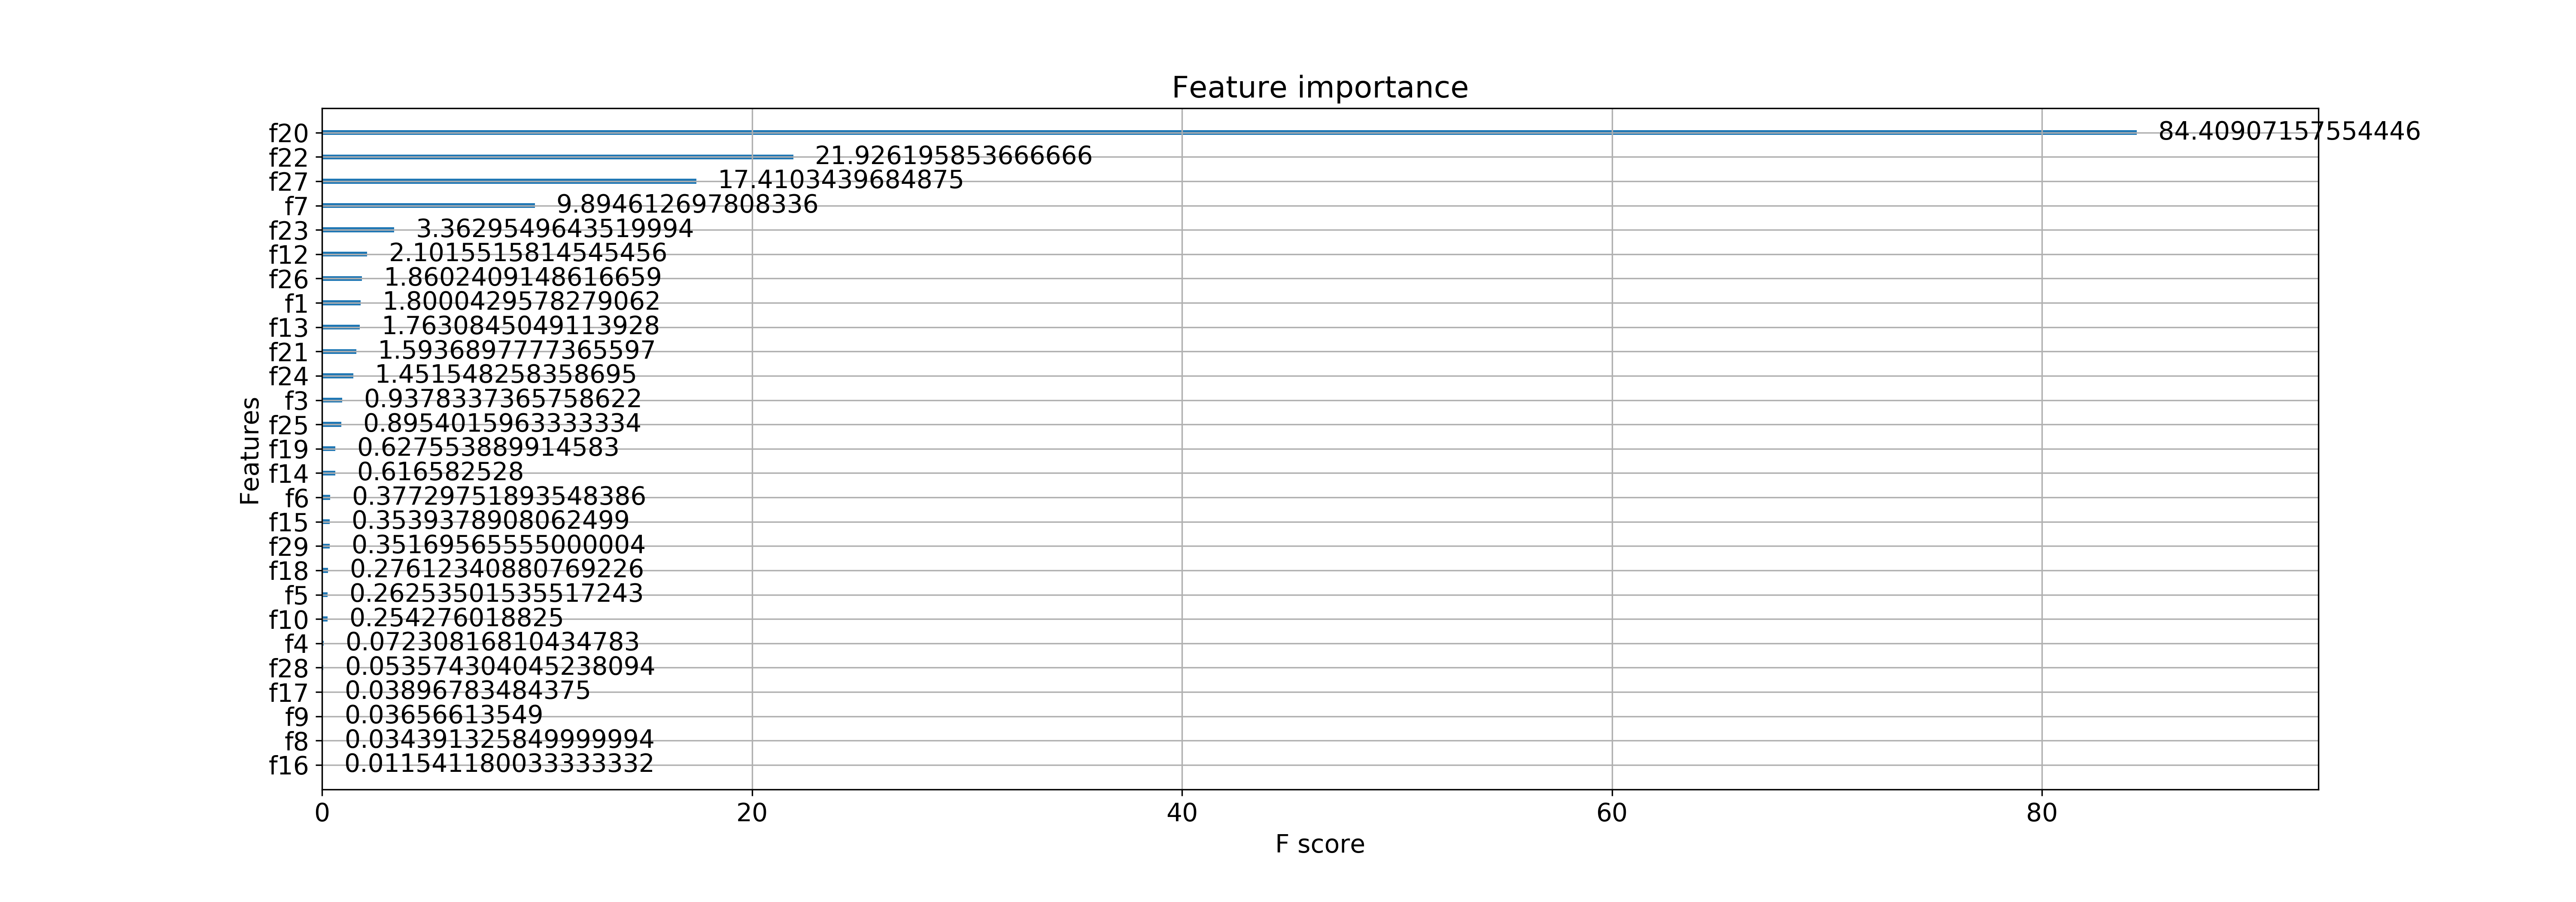 Feature importance
f20 84.40907157554446
f22 21.926195853666666
f27 17.4103439684875
f7 9.894612697808336
f23 3.3629549643519994
f12 2.1015515814545456
f26 1.8602409148616659
f1 1.8000429578279062
f13 1.7630845049113928
f21 1.5936897777365597
f24 1.451548258358695
f3 0.9378337365758622
f25 0.8954015963333334
f19 0.627553889914583
f14 0.616582528
f6 0.37729751893548386
f15 0.3539378908062499
f29 0.35169565555000004
f18 0.27612340880769226
f5 0.26253501535517243
f10 0.254276018825
f4 0.07230816810434783
f28 0.053574304045238094
f17 0.03896783484375
f9 0.03656613549
f8 0.034391325849999994
f16 0.011541180033333332
0 20 40 60 80
F score
Features